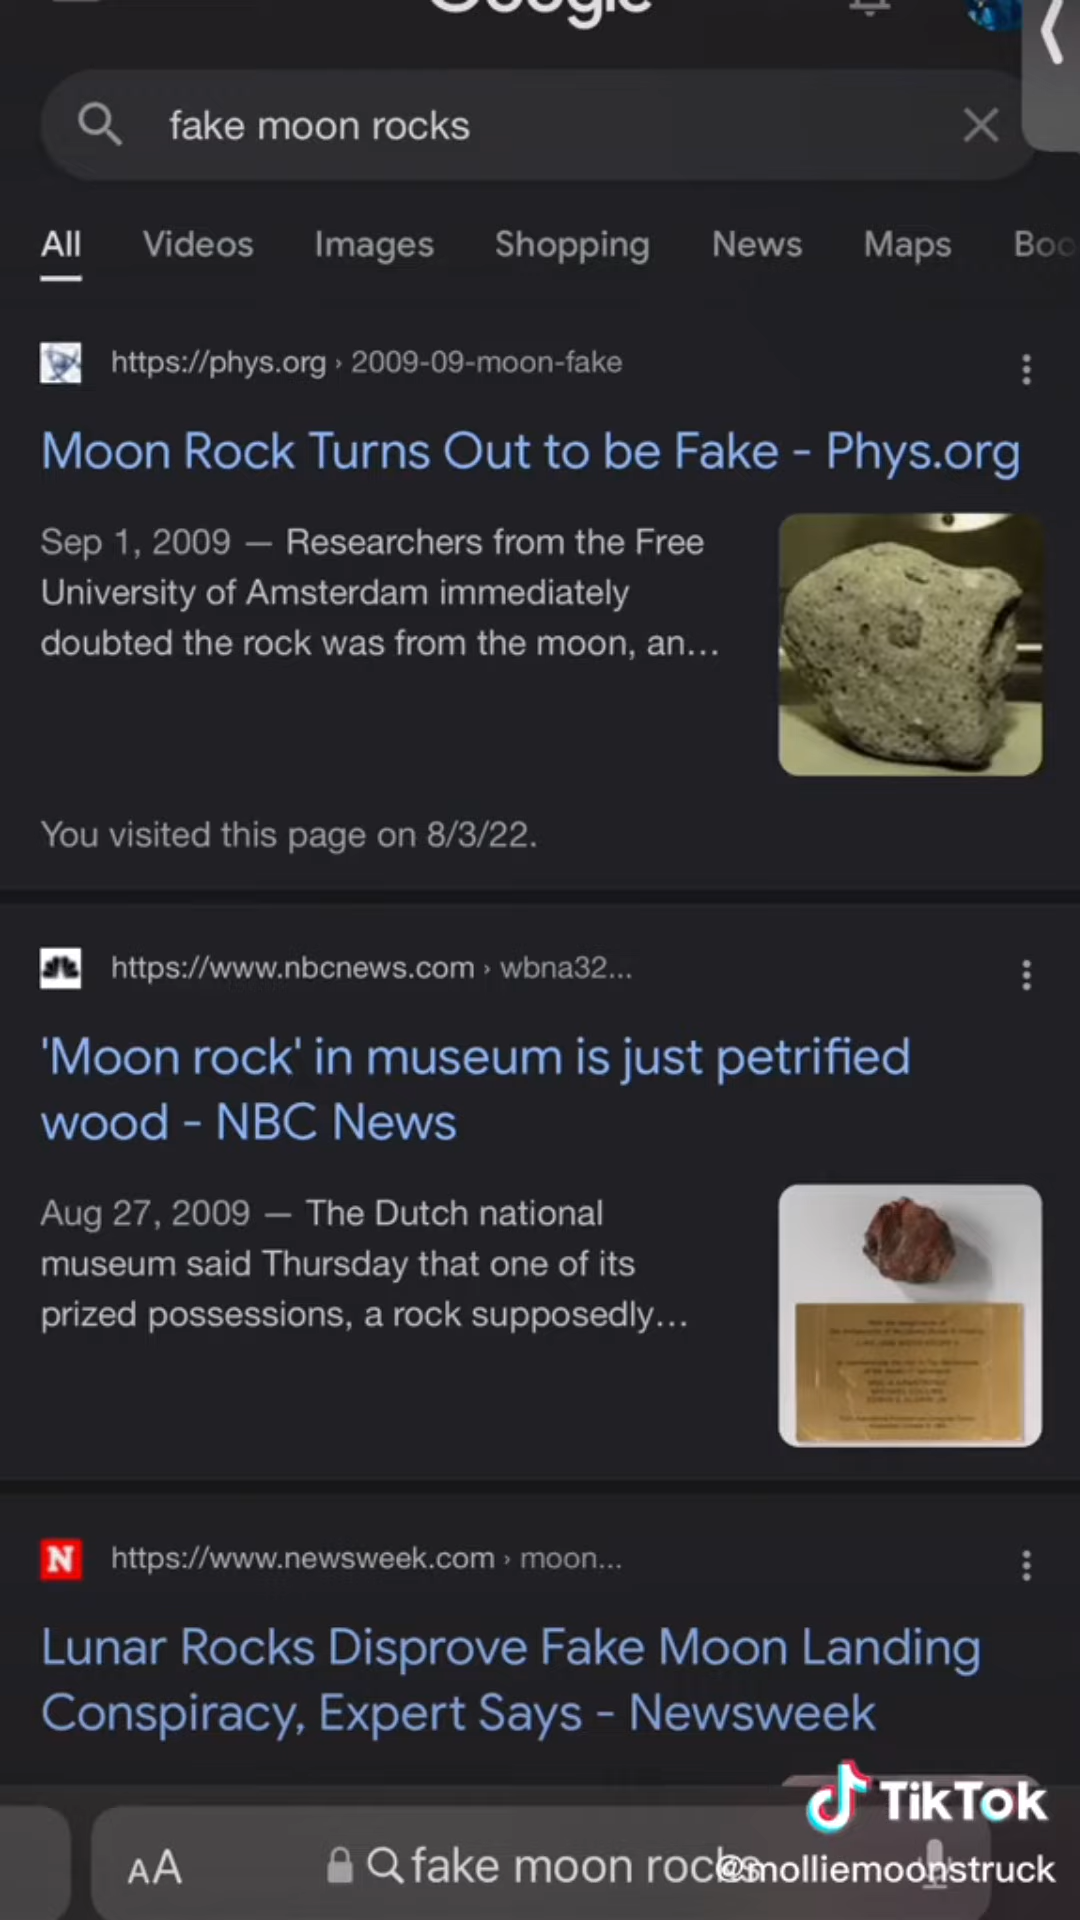 Google
fake moon rocks
All Videos Images Shopping News Maps Boo
https://phys.org › 2009-09-moon-fake
Moon Rock Turns Out to be Fake - Phys.org
Sep 1, 2009 — Researchers from the Free
University of Amsterdam immediately
doubted the rock was from the moon, an...
You visited this page on 8/3/22.
https://www.nbcnews.com › wbna32...
'Moon rock' in museum is just petrified
wood - NBC News
Aug 27, 2009 — The Dutch national
museum said Thursday that one of its
prized possessions, a rock supposedly...
N https://www.newsweek.com › moon...
Lunar Rocks Disprove Fake Moon Landing
Conspiracy, Expert Says - Newsweek
TikTok
AA fake moon rocks
@molliemoonstruck